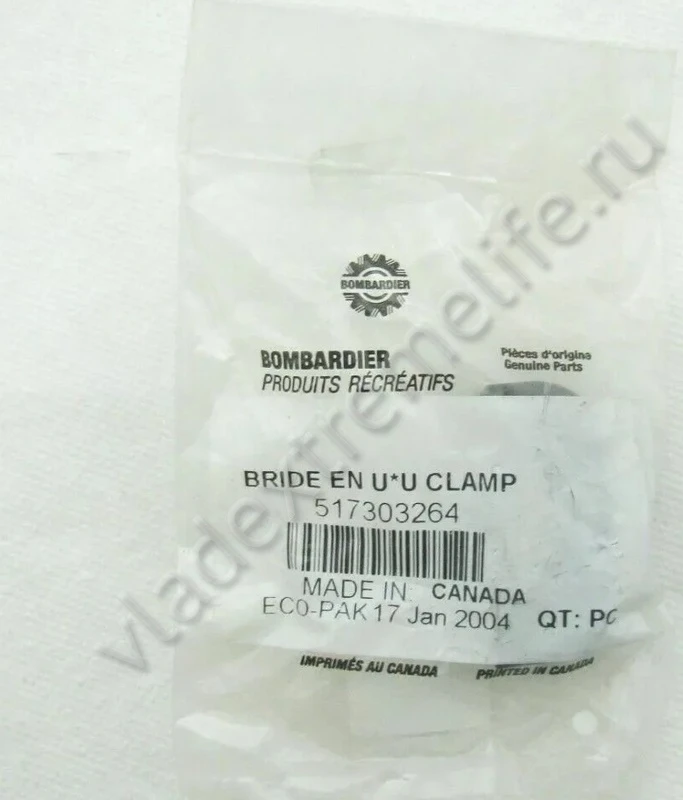 BOMBARDIER
BOMBARDIER
PRODUITS RÉCRÉATIFS
Pièces d'origine
Genuine Parts
BRIDE EN U*U CLAMP
517303264
MADE IN: CANADA
ECO-PAK 17 Jan 2004 QT: PC
IMPRIMÉS AU CANADA
PRINTED IN CANADA
vladextremelife.ru